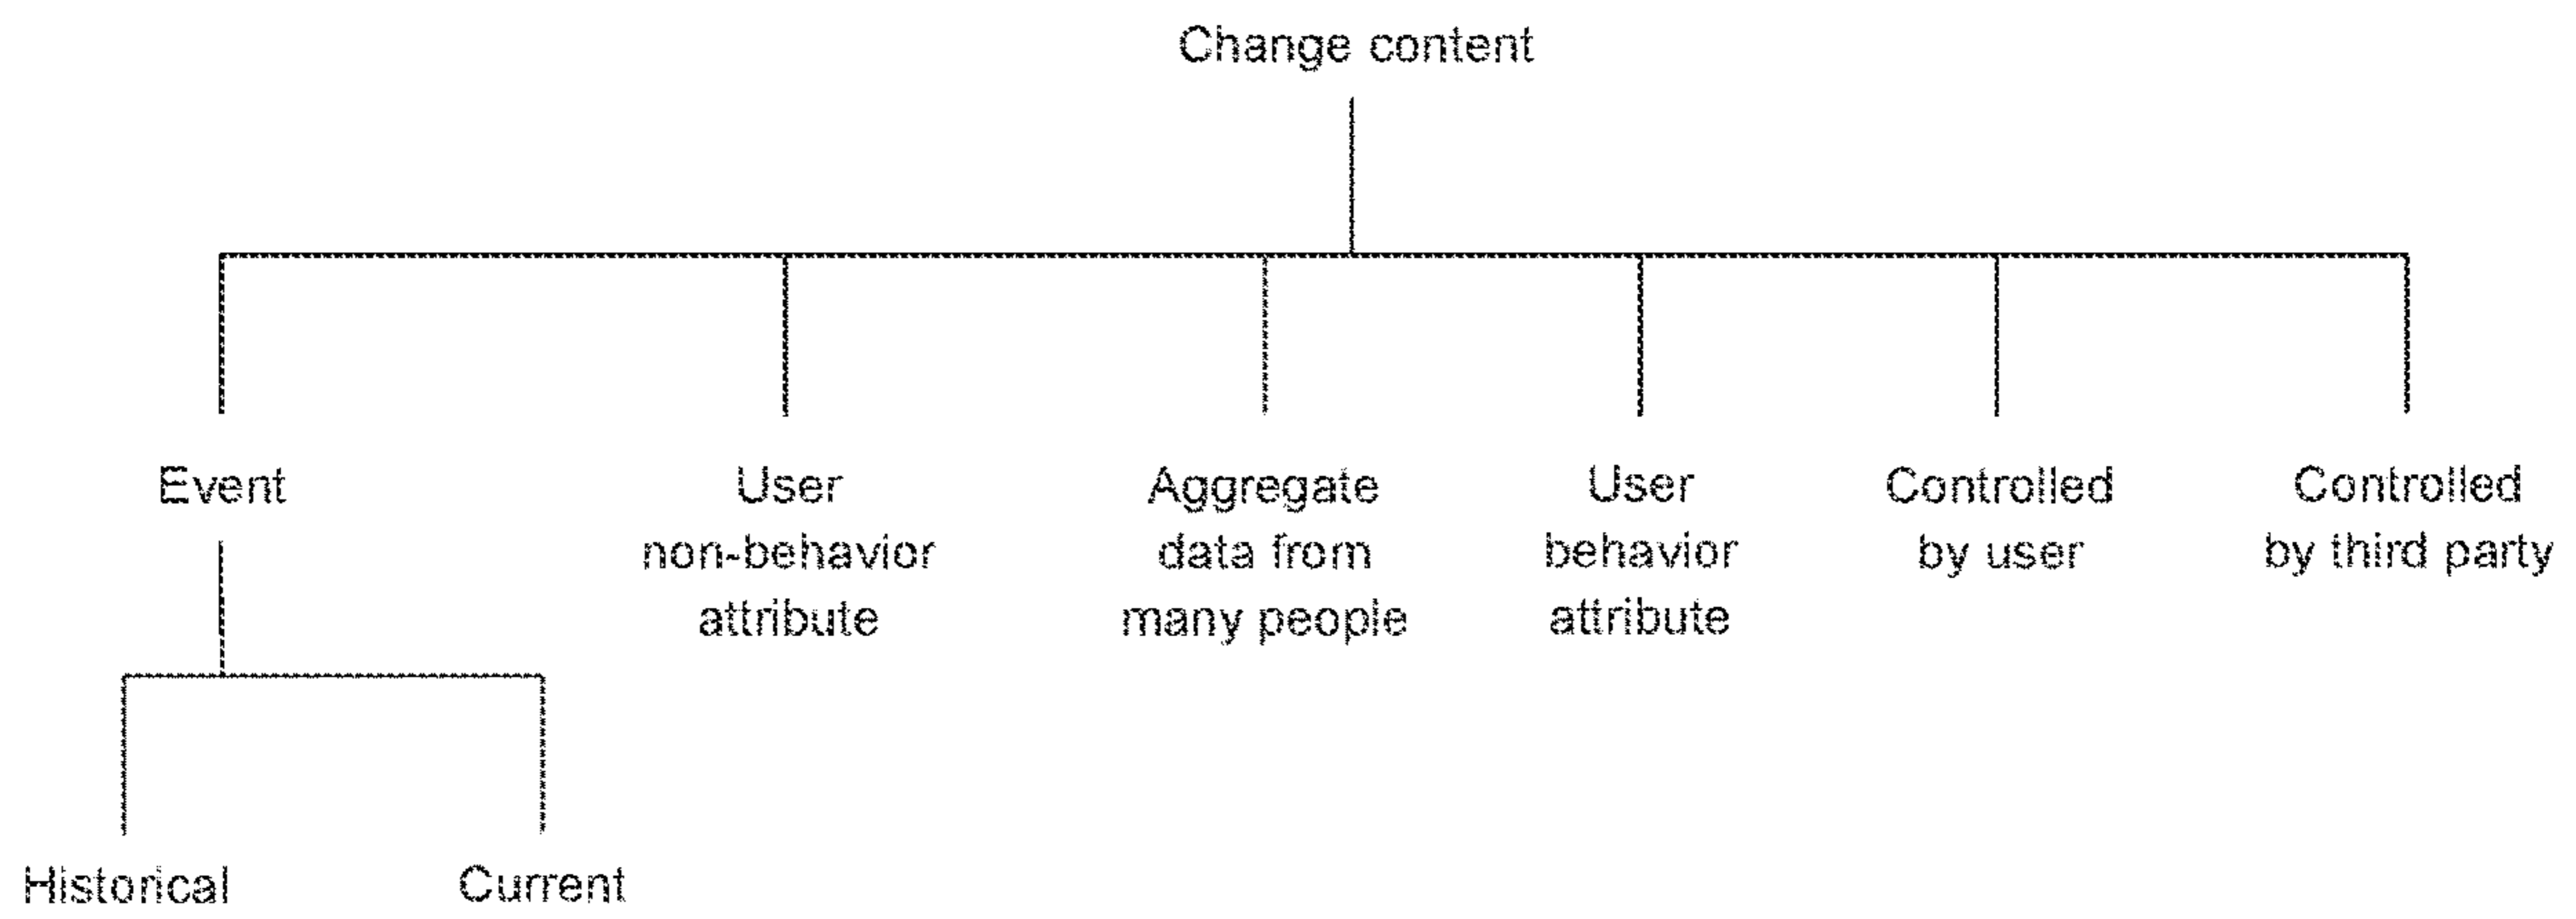 Change content
Event
User
non-behavior
attribute
Aggregate
data from
many people
User
behavior
attribute
Controlled
by user
Controlled
by third party
Historical
Current